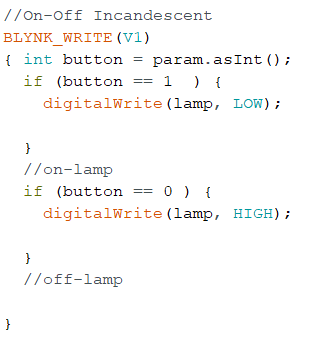 //On-Off Incandescent
BLYNK_WRITE(V1)
{ int button = param.asInt();
  if (button == 1  ) {
    digitalWrite(lamp, LOW);

  }
  //on-lamp
  if (button == 0 ) {
    digitalWrite(lamp, HIGH);

  }
  //off-lamp

}